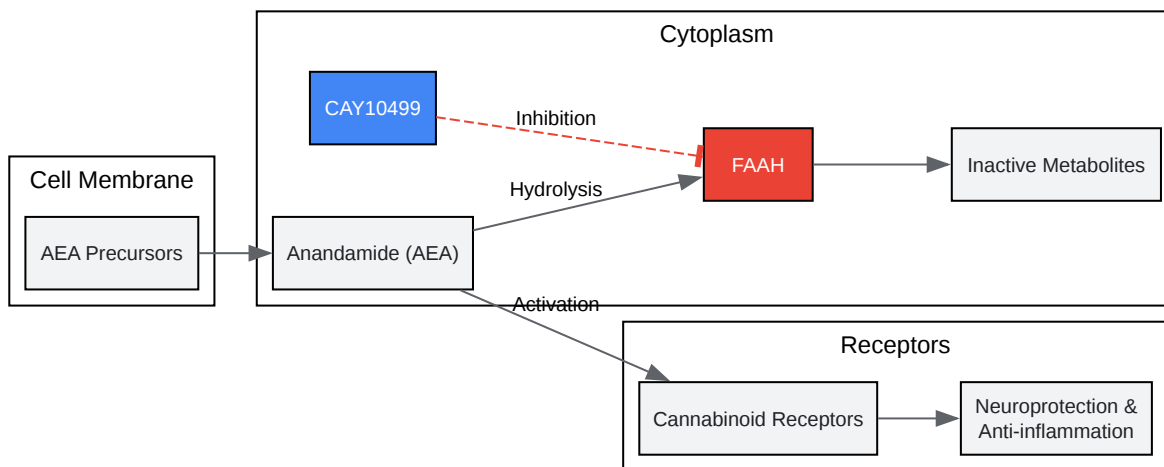 Cytoplasm
CAY10499
Inhibition
FAAH
Inactive Metabolites
Cell Membrane
Hydrolysis
AEA Precursors
Anandamide (AEA)
Activation
Receptors
Cannabinoid Receptors
Neuroprotection &
Anti-inflammation